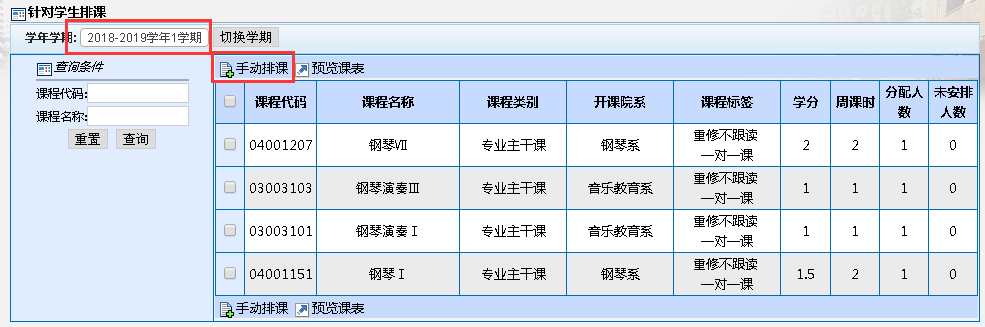 针对学生排课
学年学期: 2018-2019学年1学期 切换学期
查询条件
课程代码:
课程名称:
重置 查询
手动排课 预览课表
课程代码 课程名称 课程类别 开课院系 课程标签 学分 周课时 分配人数 未安排人数
04001207 钢琴Ⅶ 专业主干课 钢琴系 重修不跟读 一对一课 2 2 1 0
03003103 钢琴演奏Ⅲ 专业主干课 音乐教育系 重修不跟读 一对一课 1 1 1 0
03003101 钢琴演奏Ⅰ 专业主干课 音乐教育系 重修不跟读 一对一课 1 1 1 0
04001151 钢琴Ⅰ 专业主干课 钢琴系 重修不跟读 一对一课 1.5 2 1 0
手动排课 预览课表